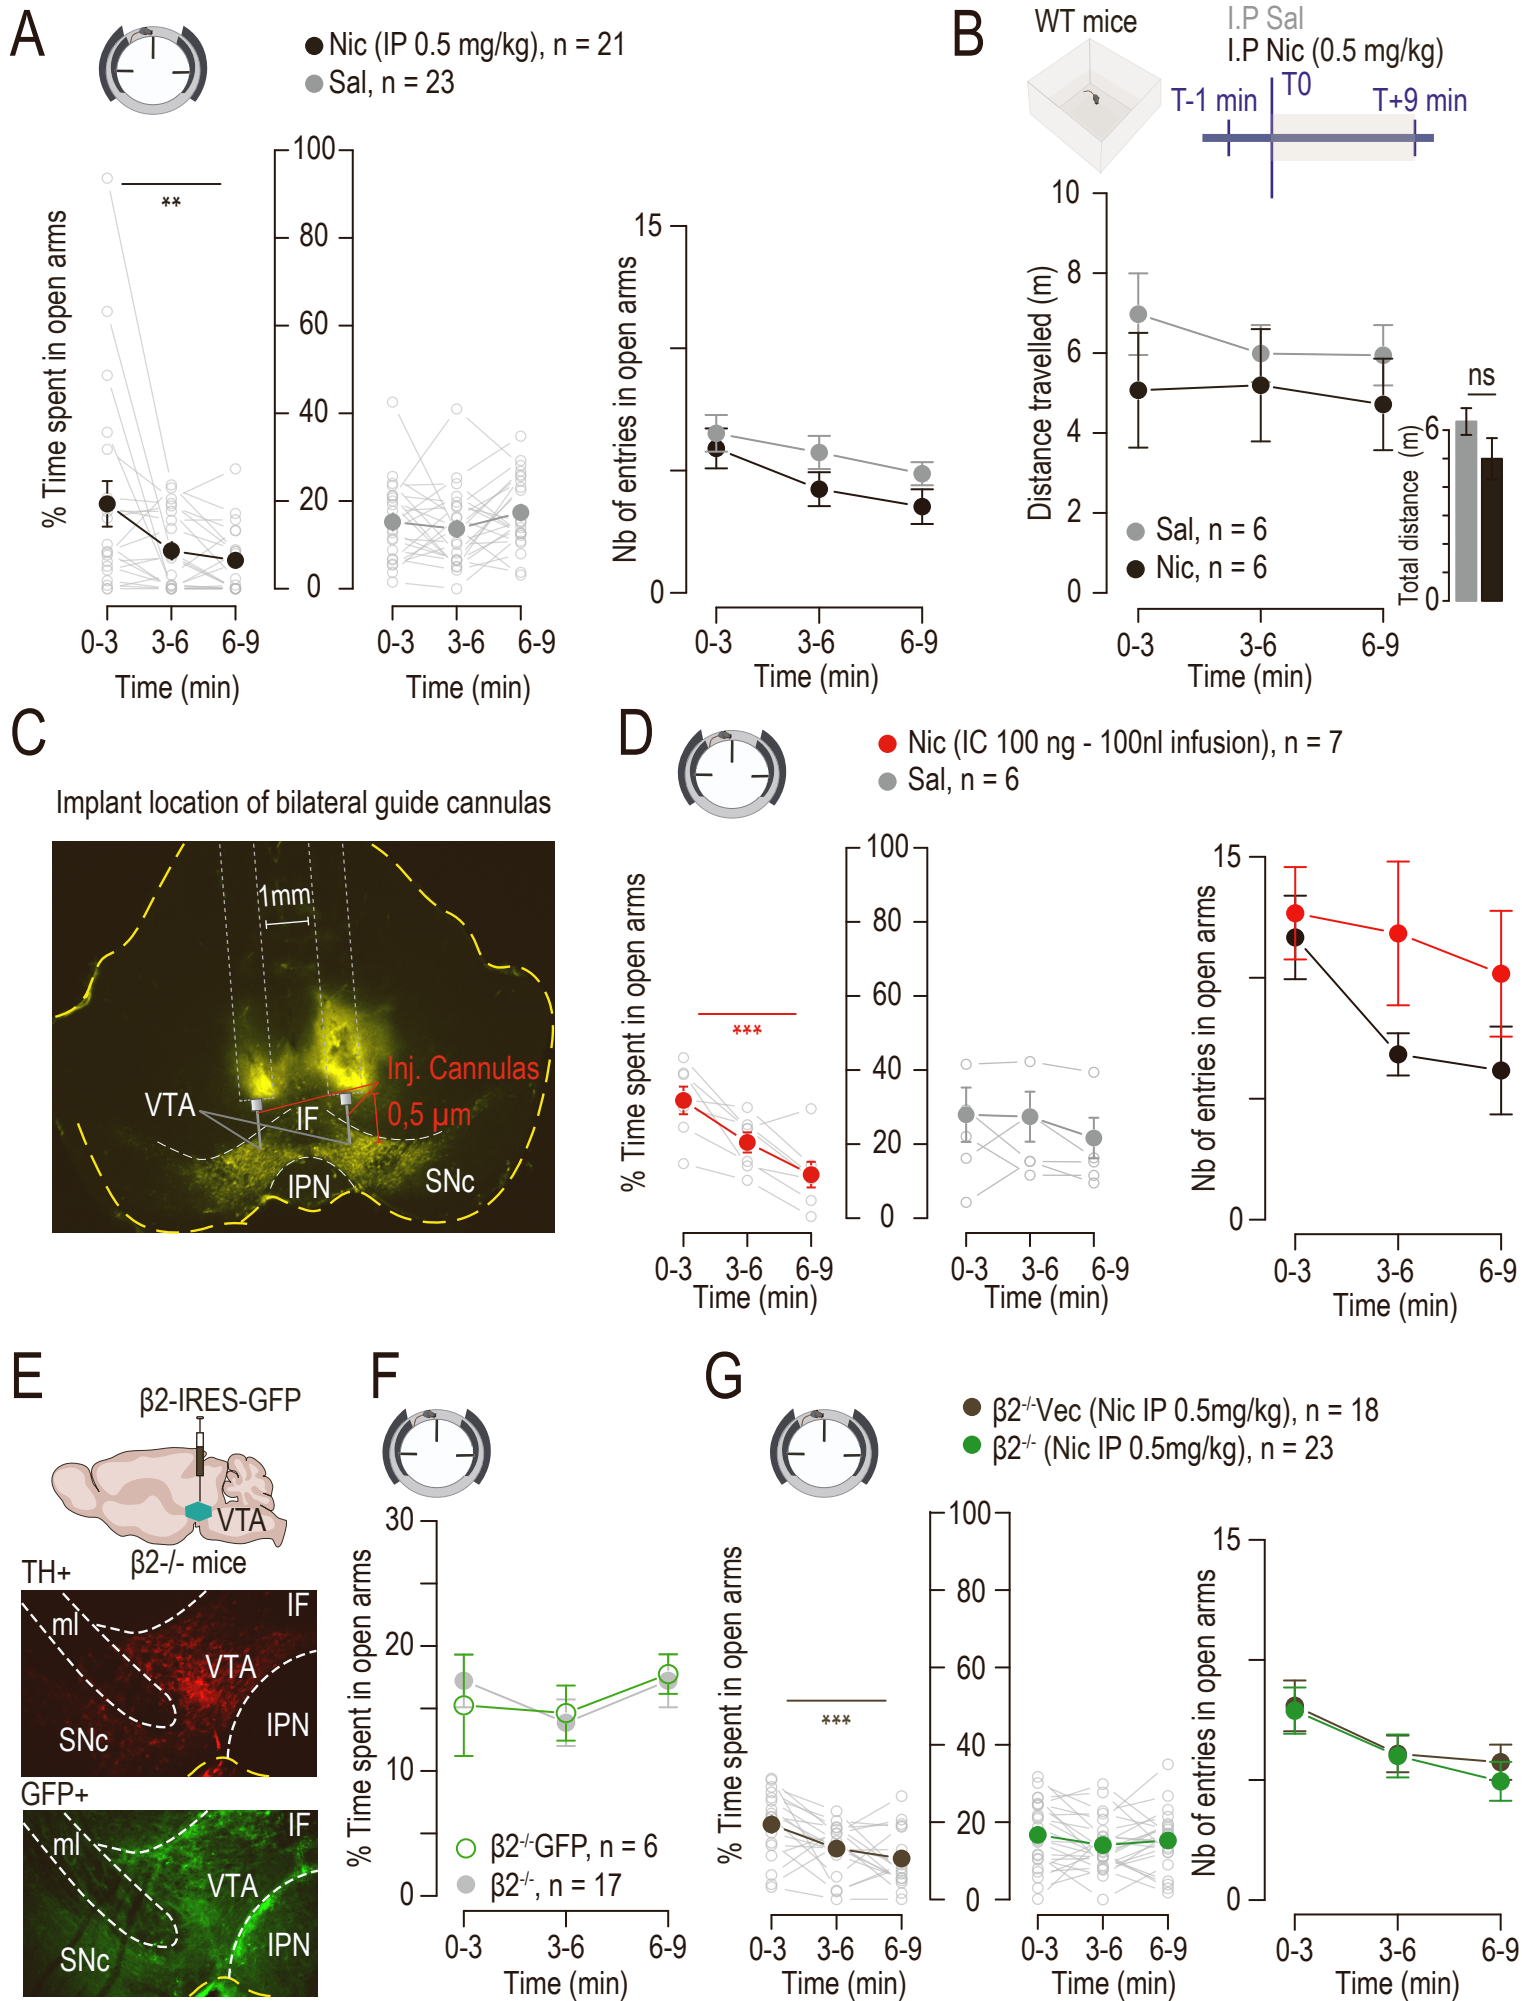 A
Nic (IP 0.5 mg/kg), n = 21
Sal, n = 23
% Time spent in open arms
**
100
80
60
40
20
0
0-3 3-6 6-9
Time (min)
0-3 3-6 6-9
Time (min)
Nb of entries in open arms
15
0
0-3 3-6 6-9
Time (min)
B
WT mice
I.P Sal
I.P Nic (0.5 mg/kg)
T-1 min
T0
T+9 min
Distance travelled (m)
10
8
6
4
2
0
Sal, n = 6
Nic, n = 6
0-3 3-6 6-9
Time (min)
ns
Total distance (m)
6
0
C
Implant location of bilateral guide cannulas
1mm
Inj. Cannulas
0,5 µm
VTA
IF
IPN
SNc
D
Nic (IC 100 ng - 100nl infusion), n = 7
Sal, n = 6
% Time spent in open arms
***
100
80
60
40
20
0
0-3 3-6 6-9
Time (min)
0-3 3-6 6-9
Time (min)
Nb of entries in open arms
15
0
0-3 3-6 6-9
Time (min)
E
β2-IRES-GFP
VTA
β2-/- mice
TH+
ml
IF
VTA
SNc
IPN
GFP+
ml
IF
VTA
SNc
IPN
F
% Time spent in open arms
30
20
10
0
β2-/-GFP, n = 6
β2-/-, n = 17
0-3 3-6 6-9
Time (min)
G
β2-/-Vec (Nic IP 0.5mg/kg), n = 18
β2-/- (Nic IP 0.5mg/kg), n = 23
% Time spent in open arms
***
100
80
60
40
20
0
0-3 3-6 6-9
Time (min)
0-3 3-6 6-9
Time (min)
Nb of entries in open arms
15
0
0-3 3-6 6-9
Time (min)